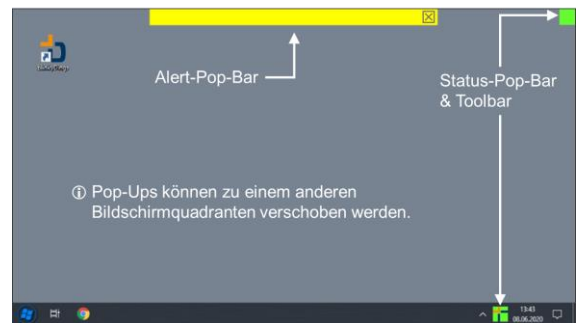 Alert-Pop-Bar
Status-Pop-Bar
& Toolbar
ⓘ Pop-Ups können zu einem anderen
Bildschirmquadranten verschoben werden.
13:43
08.06.2020